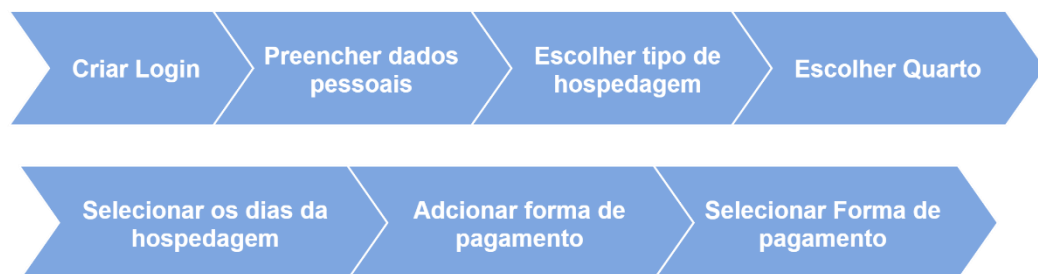 Criar Login
Preencher dados
pessoais
Escolher tipo de
hospedagem
Escolher Quarto
Selecionar os dias da
hospedagem
Adcionar forma de
pagamento
Selecionar Forma de
pagamento